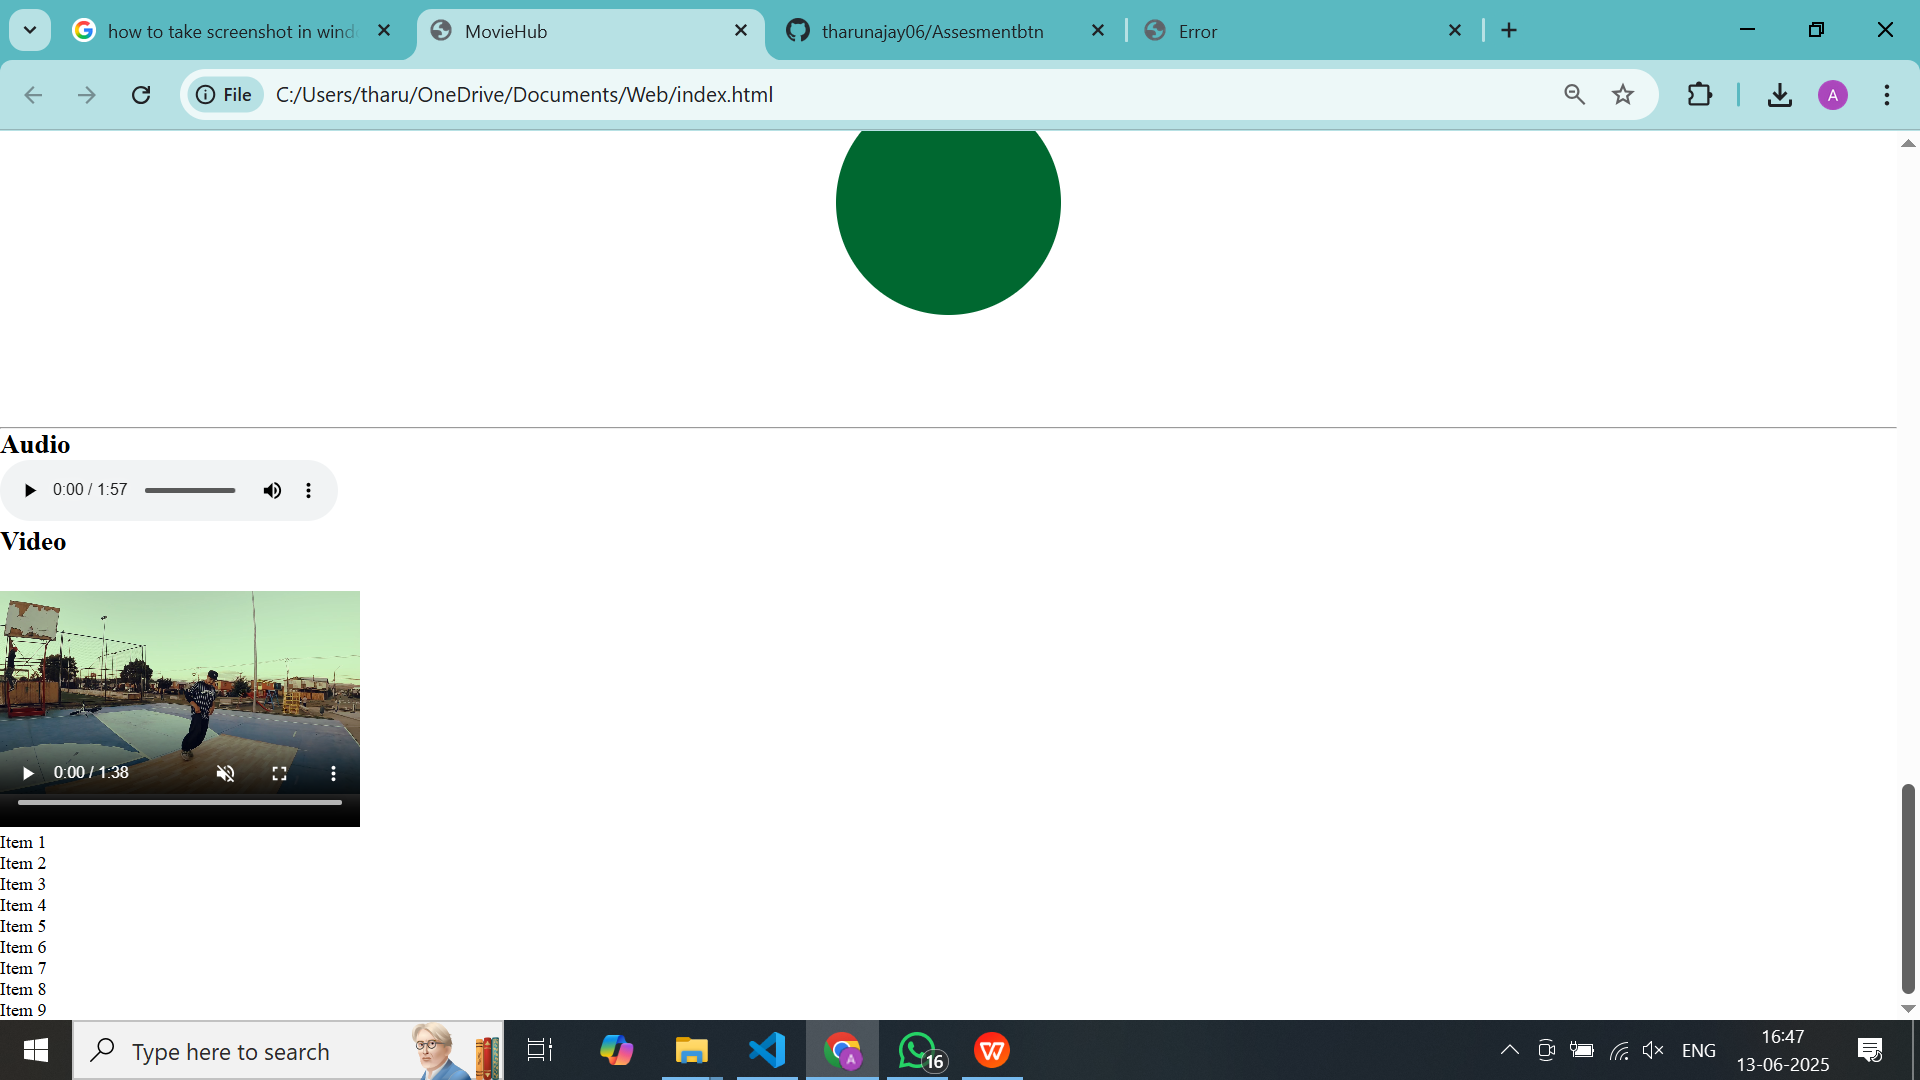 how to take screenshot in wind
MovieHub
tharunajay06/Assesmentbtn
Error
File
C:/Users/tharu/OneDrive/Documents/Web/index.html
A
Audio
0:00 / 1:57
Video
0:00 / 1:38
Item 1
Item 2
Item 3
Item 4
Item 5
Item 6
Item 7
Item 8
Item 9
Type here to search
A
16
W
ENG
16:47
13-06-2025